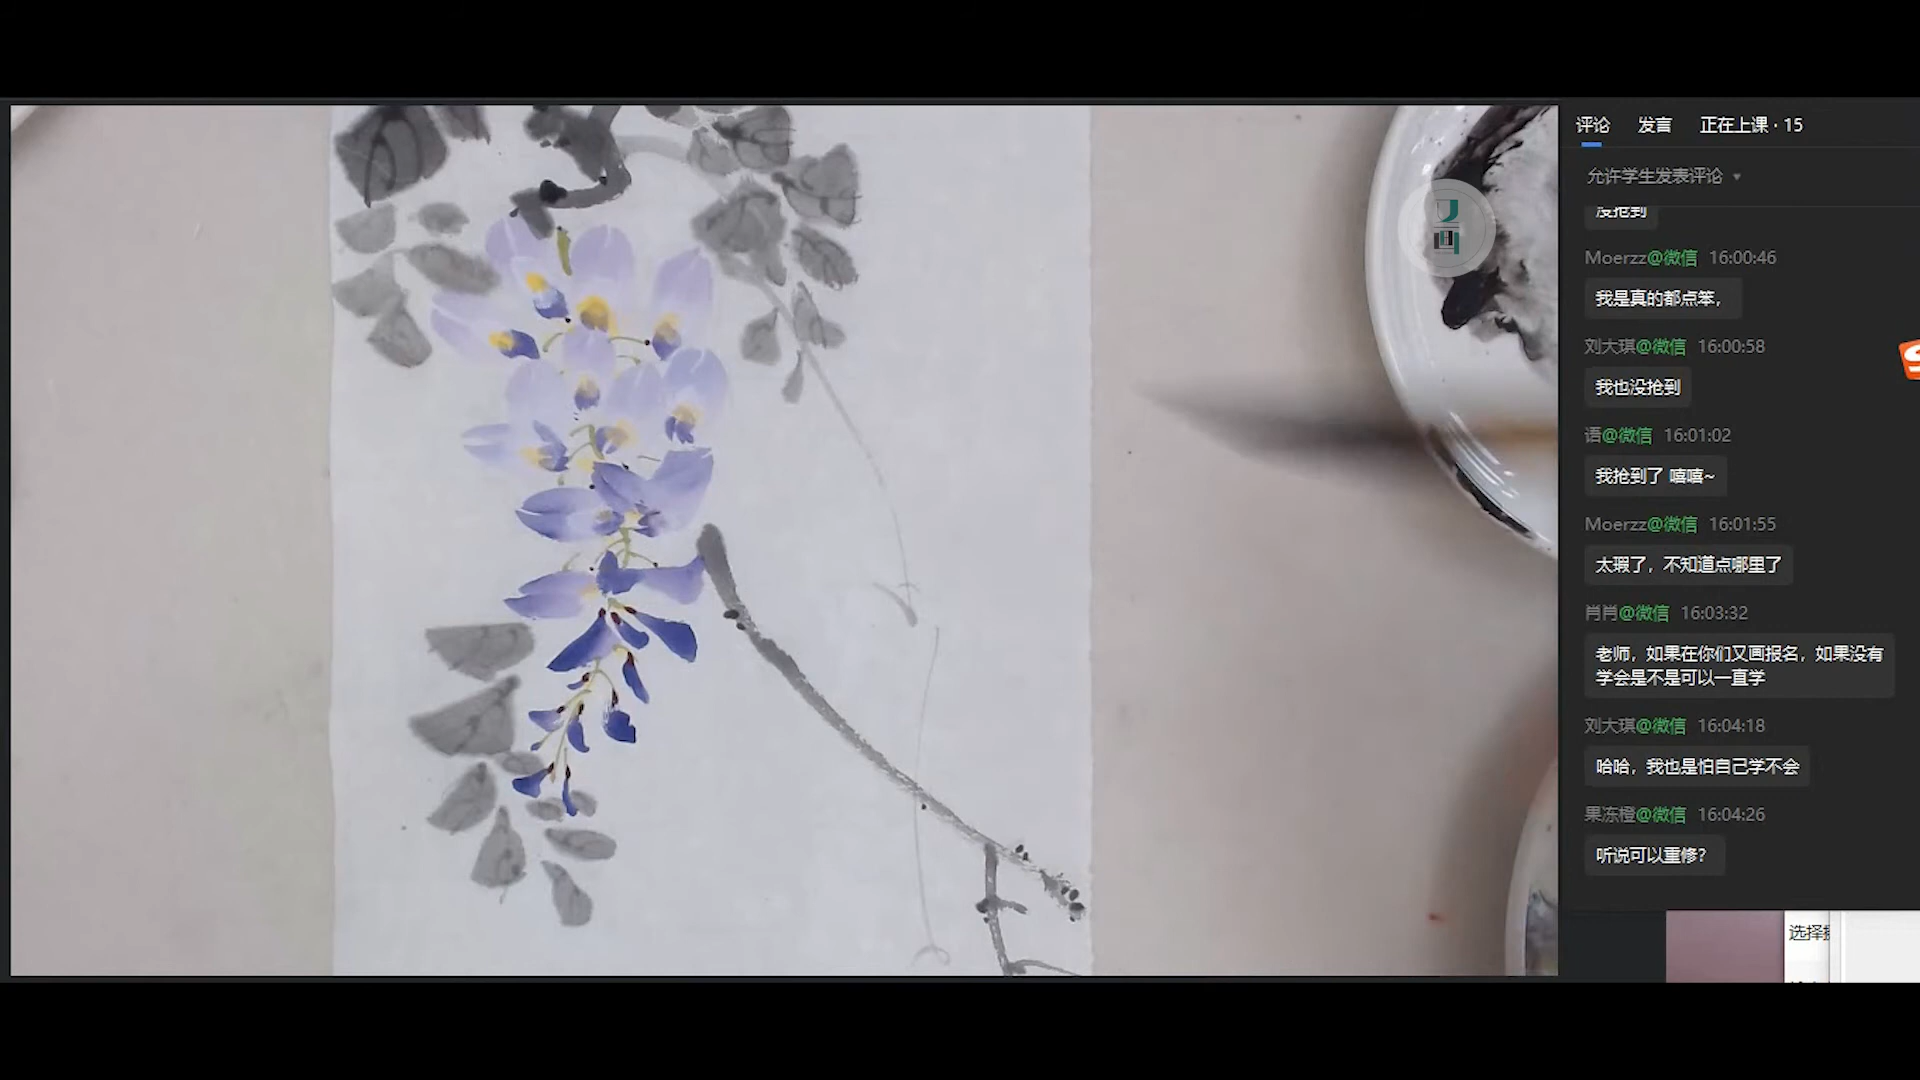 评论 发言 正在上课 · 15
允许学生发表评论
没抢到
Moerzz@微信 16:00:46
我是真的都点笨,
刘大琪@微信 16:00:58
我也没抢到
语@微信 16:01:02
我抢到了 嘻嘻~
Moerzz@微信 16:01:55
太瑕了，不知道点哪里了
肖肖@微信 16:03:32
老师，如果在你们又画报名，如果没有
学会是不是可以一直学
刘大琪@微信 16:04:18
哈哈，我也是怕自己学不会
果冻橙@微信 16:04:26
听说可以重修?
选择